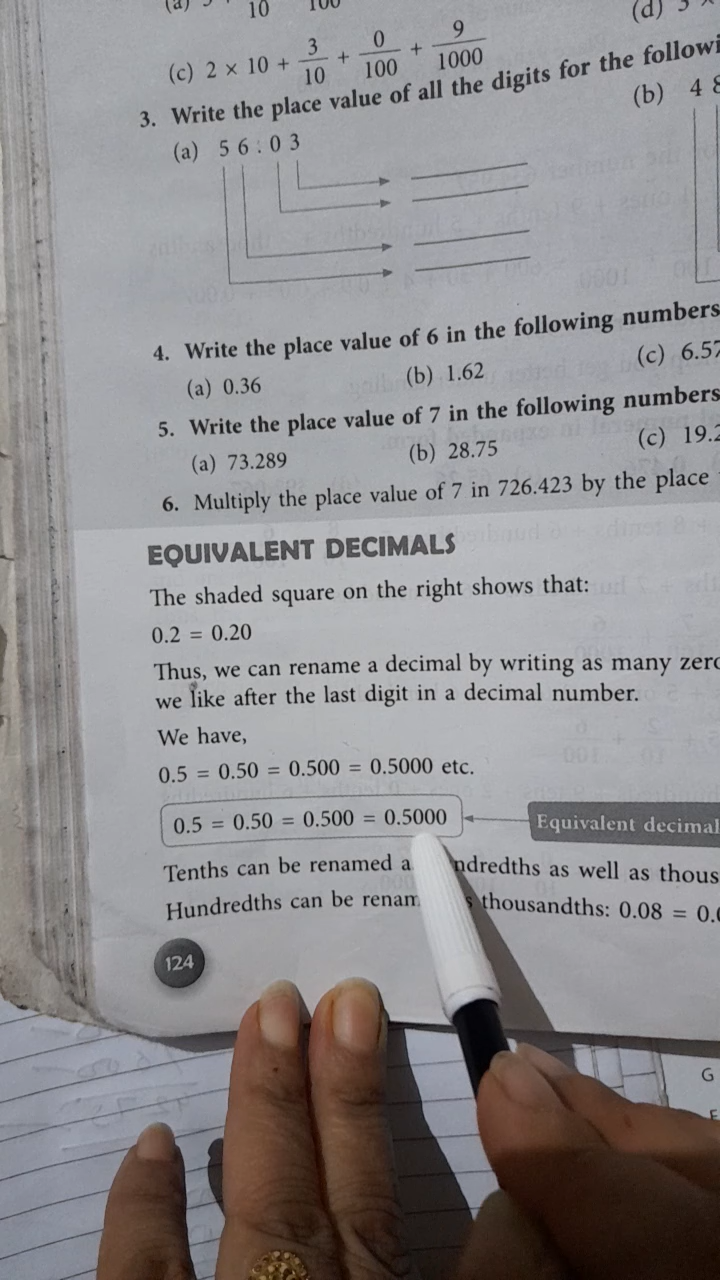 10 100
(d)
(c) 2 × 10 + 3/10 + 0/100 + 9/1000
3. Write the place value of all the digits for the
(a) 5 6 . 0 3 (b) 4
4. Write the place value of 6 in the following numbers
(a) 0.36 (b) 1.62 (c) 6.57
5. Write the place value of 7 in the following numbers
(a) 73.289 (b) 28.75 (c) 19.2
6. Multiply the place value of 7 in 726.423 by the place
EQUIVALENT DECIMALS
The shaded square on the right shows that:
0.2 = 0.20
Thus, we can rename a decimal by writing as many
we like after the last digit in a decimal number.
We have,
0.5 = 0.50 = 0.500 = 0.5000 etc.
0.5 = 0.50 = 0.500 = 0.5000 Equivalent decimal
Tenths can be renamed as well as
Hundredths can be thousandths: 0.08 = 0.0
124
G